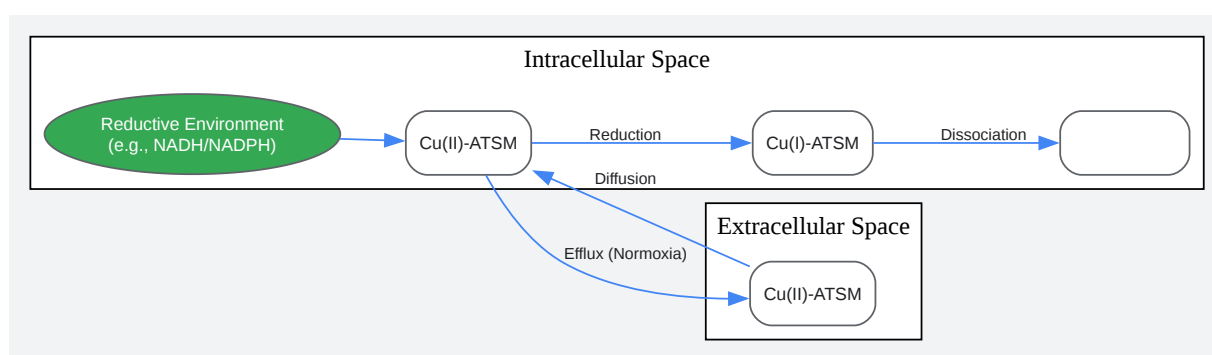 Intracellular Space
Reductive Environment
(e.g., NADH/NADPH)
Cu(II)-ATSM
Reduction
Cu(I)-ATSM
Dissociation
Diffusion
Extracellular Space
Efflux (Normoxia)
Cu(II)-ATSM